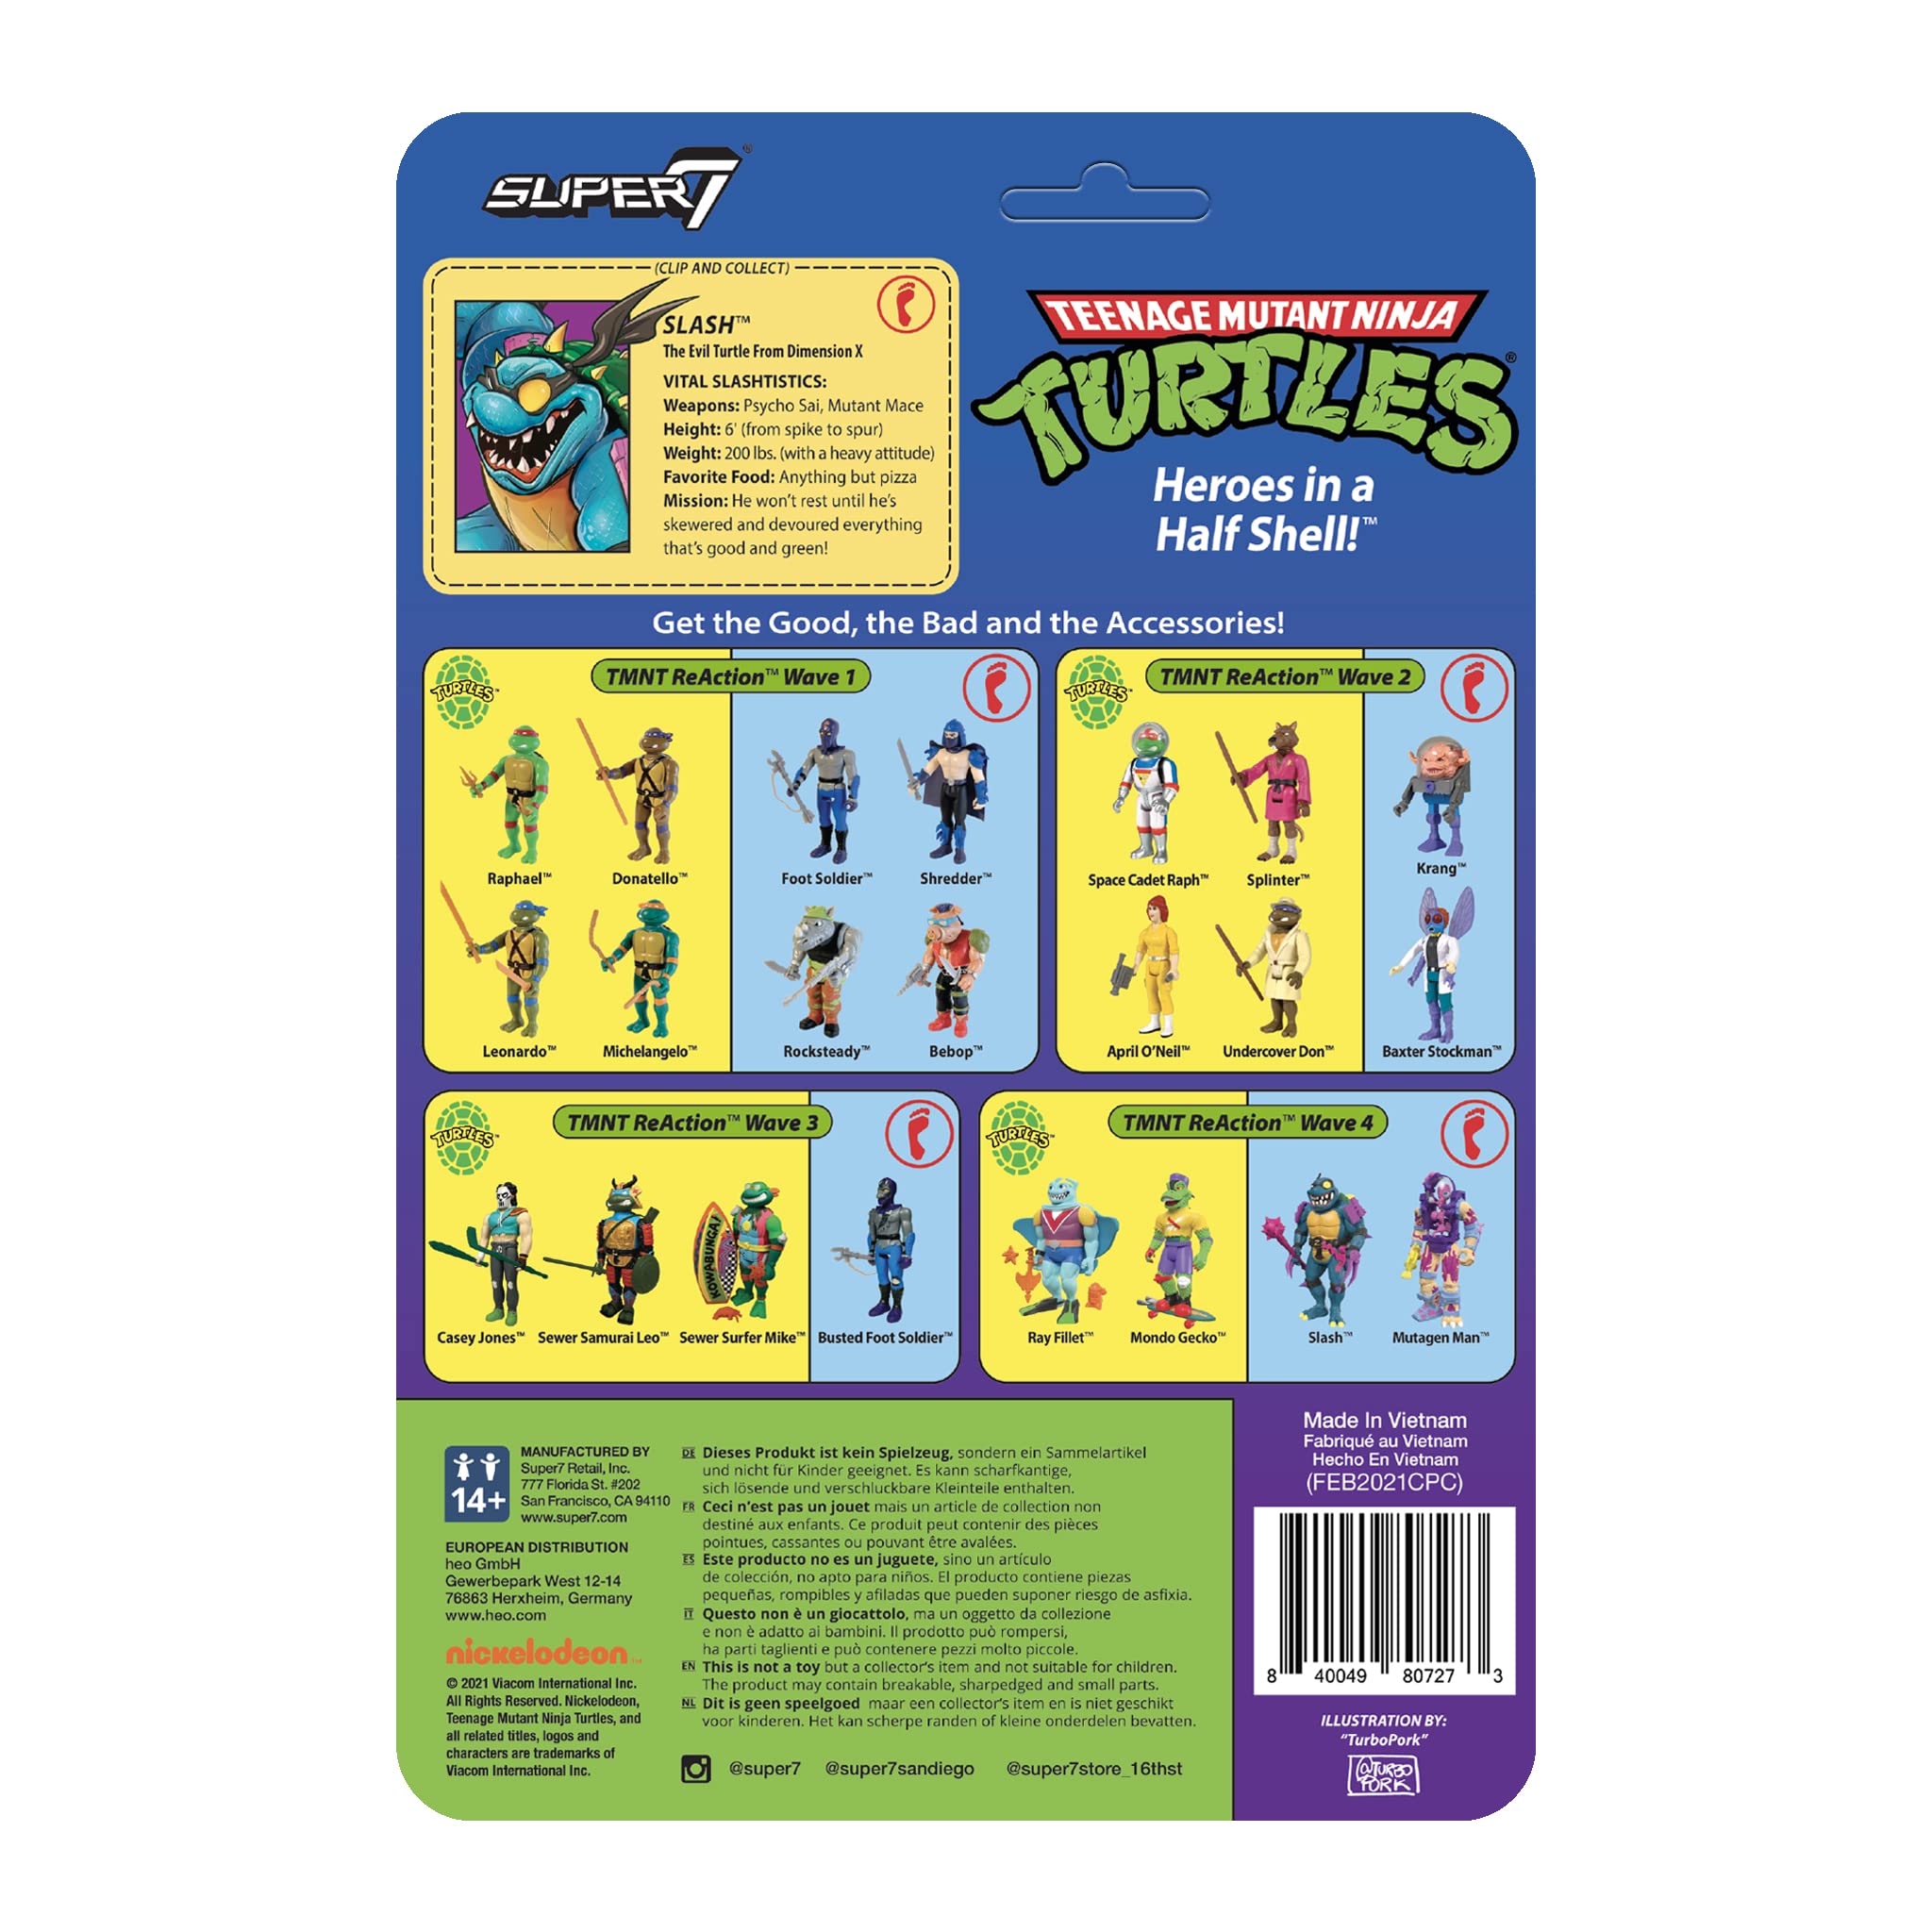 SUPER7®
(CLIP AND COLLECT)
SLASH™
The Evil Turtle From Dimension X
VITAL SLASHTISTICS:
Weapons: Psycho Sai, Mutant Mace
Height: 6' (from spike to spur)
Weight: 200 lbs. (with a heavy attitude)
Favorite Food: Anything but pizza
Mission: He won't rest until he's
skewered and devoured everything
that's good and green!
TEENAGE MUTANT NINJA
TURTLES®
Heroes in a
Half Shell!™
Get the Good, the Bad and the Accessories!
TURTLES™
TMNT ReAction™ Wave 1
Raphael™
Donatello™
Foot Soldier™
Shredder™
Leonardo™
Michelangelo™
Rocksteady™
Bebop™
TURTLES™
TMNT ReAction™ Wave 2
Space Cadet Raph™
Splinter™
Krang™
April O'Neil™
Undercover Don™
Baxter Stockman™
TURTLES™
TMNT ReAction™ Wave 3
KOWABUNGA!
Casey Jones™
Sewer Samurai Leo™
Sewer Surfer Mike™
Busted Foot Soldier™
TURTLES™
TMNT ReAction™ Wave 4
Ray Fillet™
Mondo Gecko™
Slash™
Mutagen Man™
14+
MANUFACTURED BY
Super7 Retail, Inc.
777 Florida St. #202
San Francisco, CA 94110
www.super7.com
EUROPEAN DISTRIBUTION
heo GmbH
Gewerbepark West 12-14
76863 Herxheim, Germany
www.heo.com
nickelodeon™
© 2021 Viacom International Inc.
All Rights Reserved. Nickelodeon,
Teenage Mutant Ninja Turtles, and
all related titles, logos and
characters are trademarks of
Viacom International Inc.
DE Dieses Produkt ist kein Spielzeug, sondern ein Sammelartikel
und nicht für Kinder geeignet. Es kann scharfkantige,
sich lösende und verschluckbare Kleinteile enthalten.
FR Ceci n'est pas un jouet mais un article de collection non
destiné aux enfants. Ce produit peut contenir des pièces
pointues, cassantes ou pouvant être avalées.
ES Este producto no es un juguete, sino un artículo
de colección, no apto para niños. El producto contiene piezas
pequeñas, rompibles y afiladas que pueden suponer riesgo de asfixia.
IT Questo non è un giocattolo, ma un oggetto da collezione
e non è adatto ai bambini. Il prodotto può rompersi,
ha parti taglienti e può contenere pezzi molto piccole.
EN This is not a toy but a collector's item and not suitable for children.
The product may contain breakable, sharpedged and small parts.
NL Dit is geen speelgoed maar een collector's item en is niet geschikt
voor kinderen. Het kan scherpe randen of kleine onderdelen bevatten.
@super7 @super7sandiego @super7store_16thst
Made In Vietnam
Fabriqué au Vietnam
Hecho En Vietnam
(FEB2021CPC)
8 40049 80727 3
ILLUSTRATION BY:
"TurboPork"
@TURBO
PORK